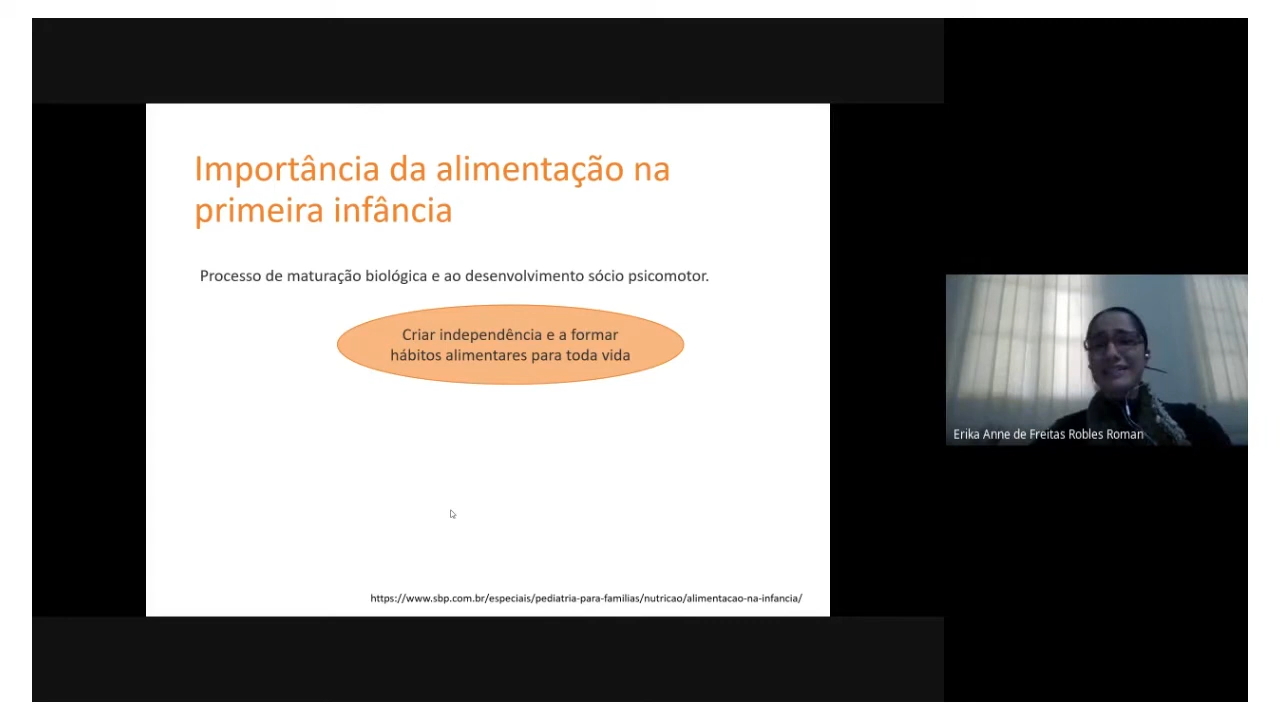 Importância da alimentação na
primeira infância
Processo de maturação biológica e ao desenvolvimento sócio psicomotor.
Criar independência e a formar
hábitos alimentares para toda vida
https://www.sbp.com.br/especiais/pediatria-para-familias/nutricao/alimentacao-na-infancia/
Erika Anne de Freitas Robles Roman